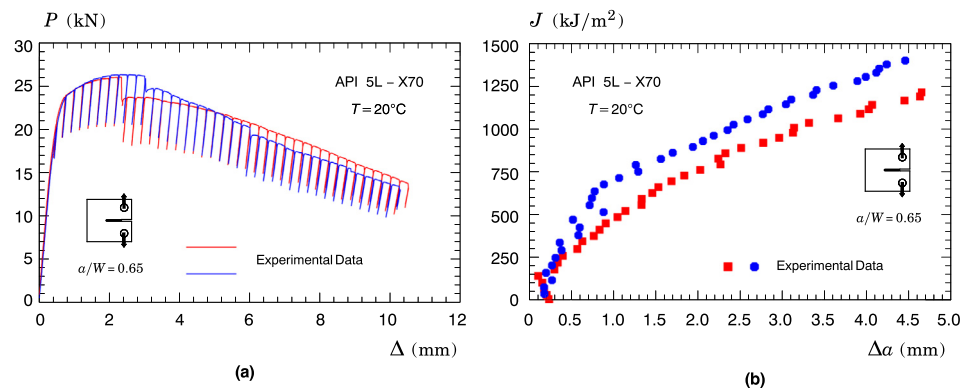 P (kN)
30
25
20
15
10
5
0
0 2 4 6 8 10 12
Δ (mm)
API 5L – X70
T = 20°C
a/W = 0.65
Experimental Data
(a)
J (kJ/m²)
1500
1250
1000
750
500
250
0
0 0.5 1.0 1.5 2.0 2.5 3.0 3.5 4.0 4.5 5.0
Δa (mm)
API 5L – X70
T = 20°C
a/W = 0.65
Experimental Data
(b)